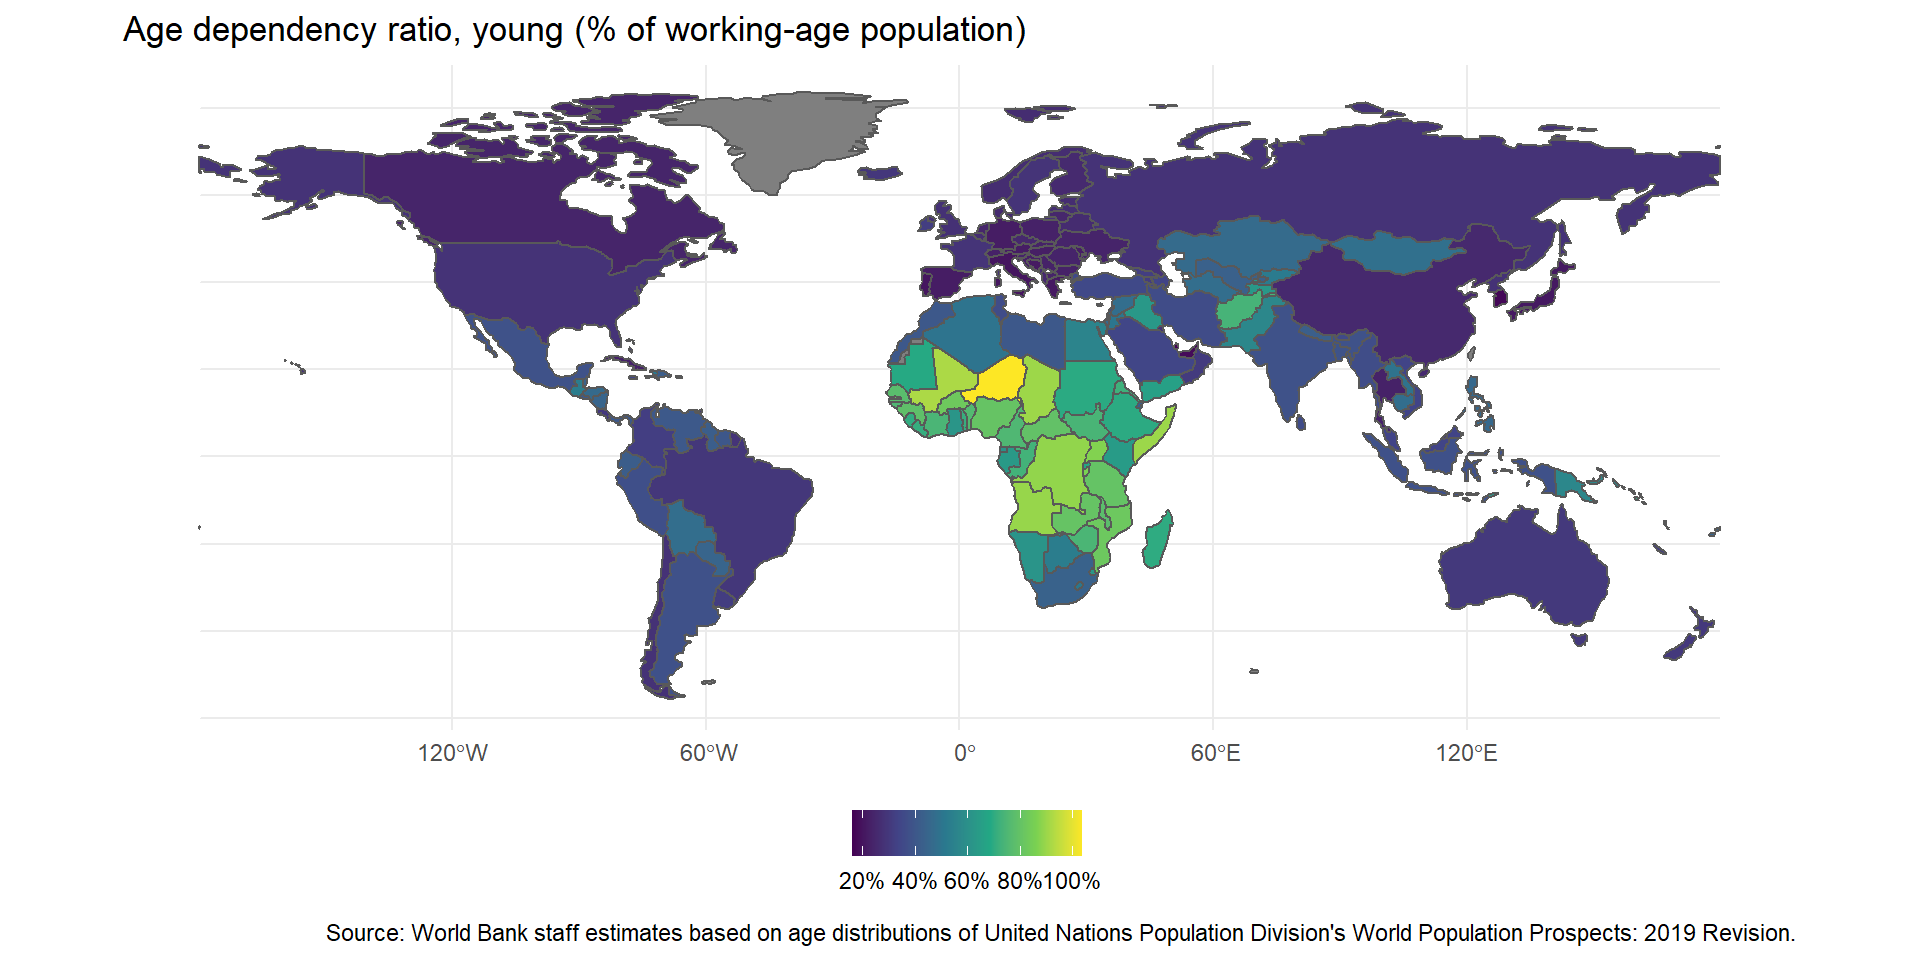 Age dependency ratio, young (% of working-age population)
120°W 60°W 0° 60°E 120°E
20% 40% 60% 80% 100%
Source: World Bank staff estimates based on age distributions of United Nations Population Division's World Population Prospects: 2019 Revision.